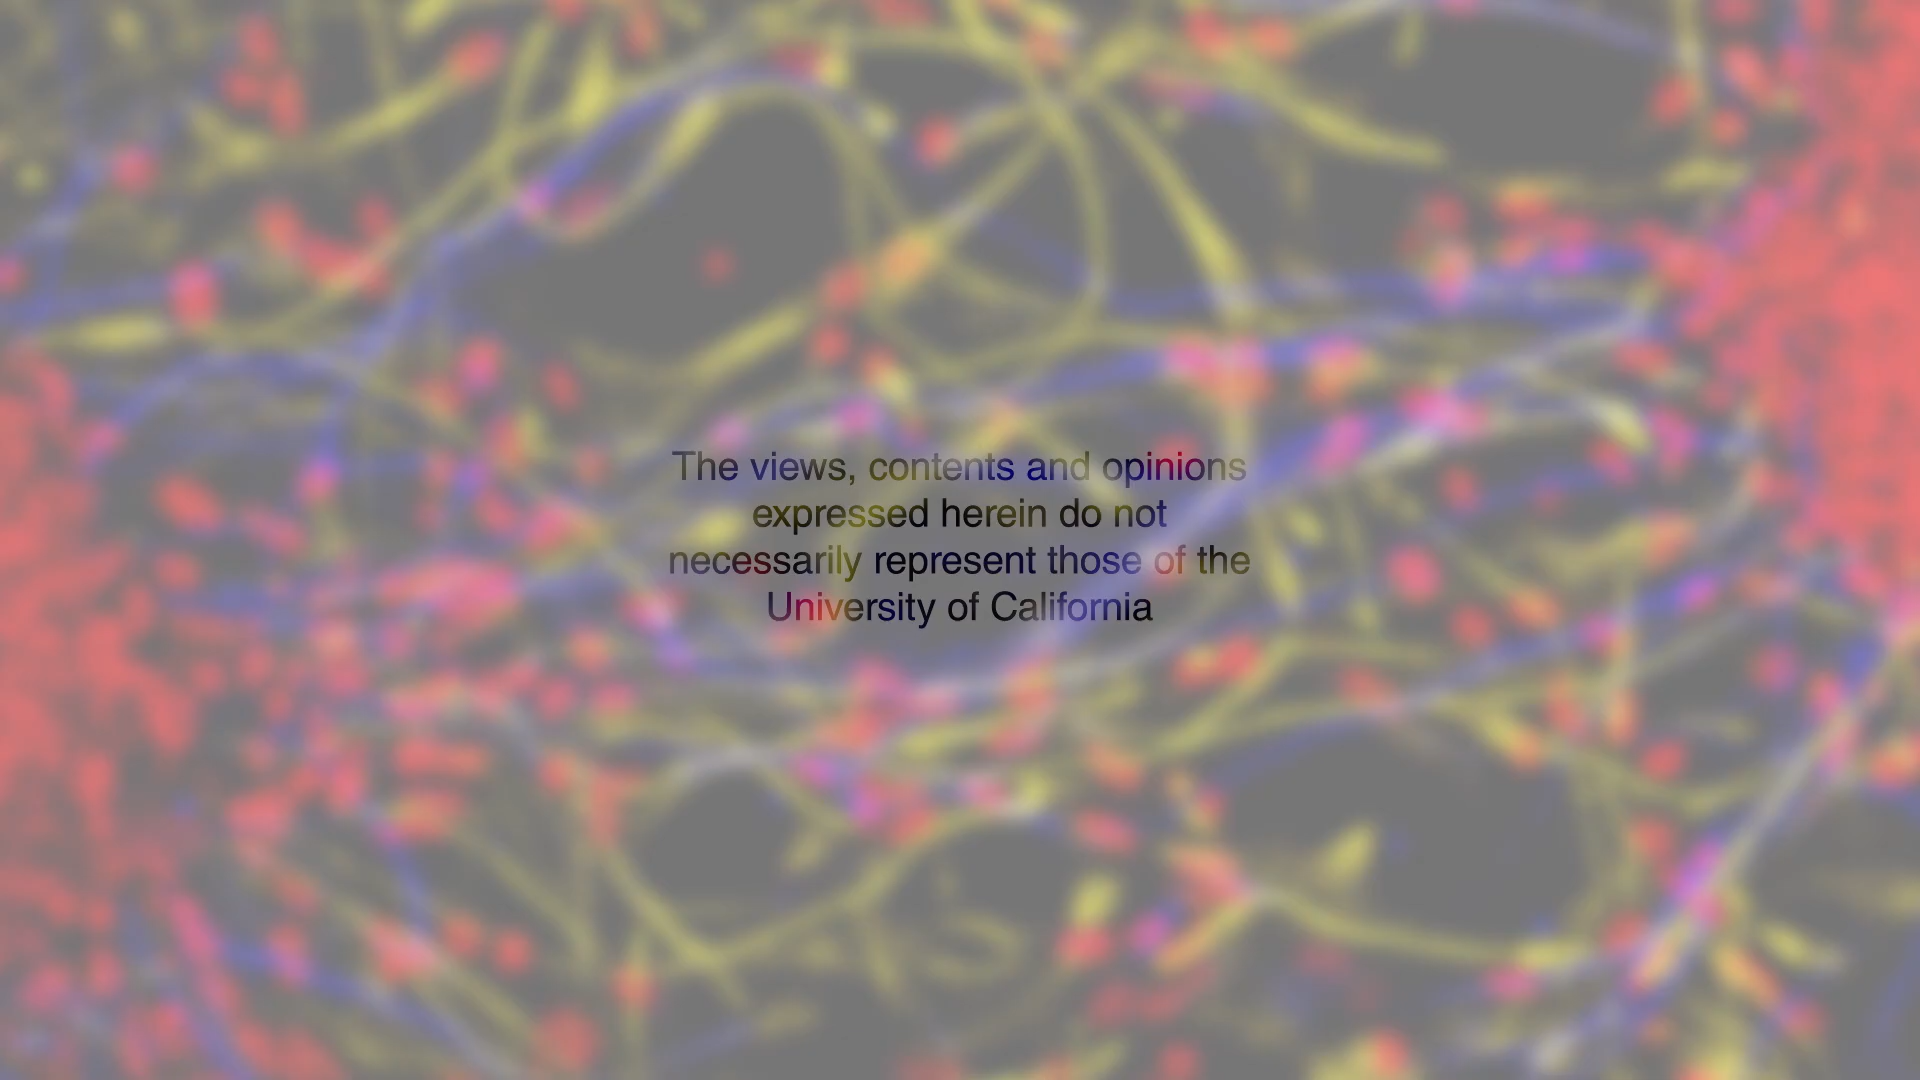 The views, contents and opinions
expressed herein do not
necessarily represent those of the
University of California